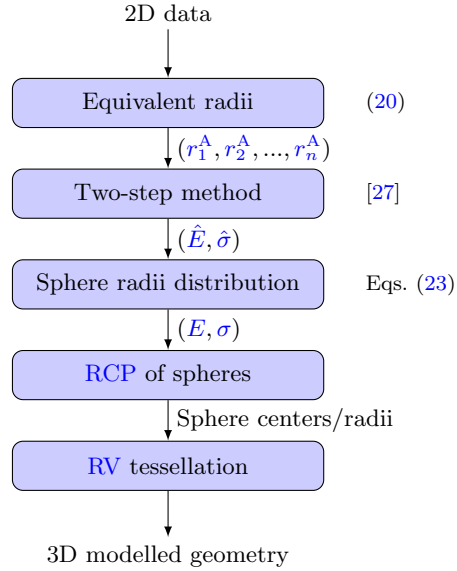 2D data
Equivalent radii (20)
(r₁ᴬ, r₂ᴬ, ..., rₙᴬ)
Two-step method [27]
(Ê, σ̂)
Sphere radii distribution Eqs. (23)
(E, σ)
RCP of spheres
Sphere centers/radii
RV tessellation
3D modelled geometry